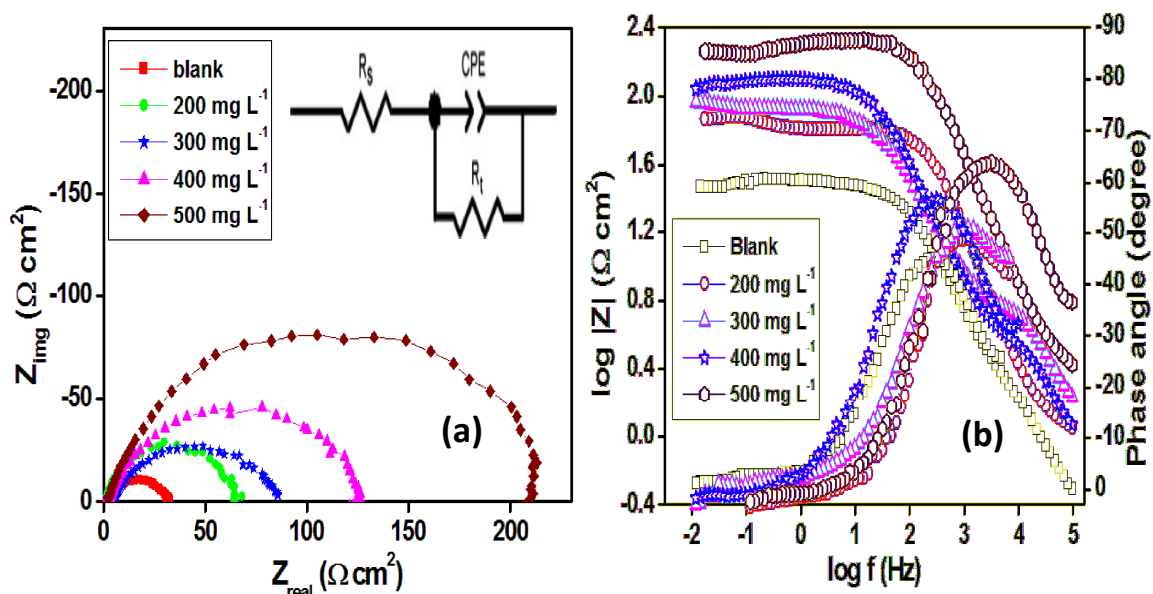 (a)
-200
-150
-100
-50
0
Z_Img (Ω cm²)
blank
200 mg L⁻¹
300 mg L⁻¹
400 mg L⁻¹
500 mg L⁻¹
R_s
CPE
R_t
0 50 100 150 200
Z_real (Ω cm²)
(b)
2.4
2.0
1.6
1.2
0.8
0.4
0.0
-0.4
log |Z| (Ω cm²)
Blank
200 mg L⁻¹
300 mg L⁻¹
400 mg L⁻¹
500 mg L⁻¹
-90
-80
-70
-60
-50
-40
-30
-20
-10
0
Phase angle (degree)
-2 -1 0 1 2 3 4 5
log f (Hz)